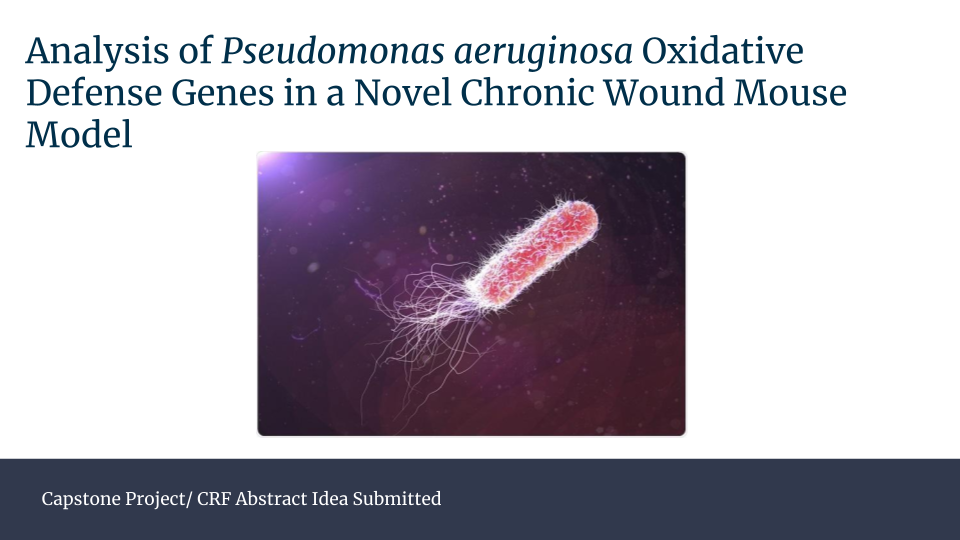 Analysis of Pseudomonas aeruginosa Oxidative
Defense Genes in a Novel Chronic Wound Mouse
Model
Capstone Project/ CRF Abstract Idea Submitted